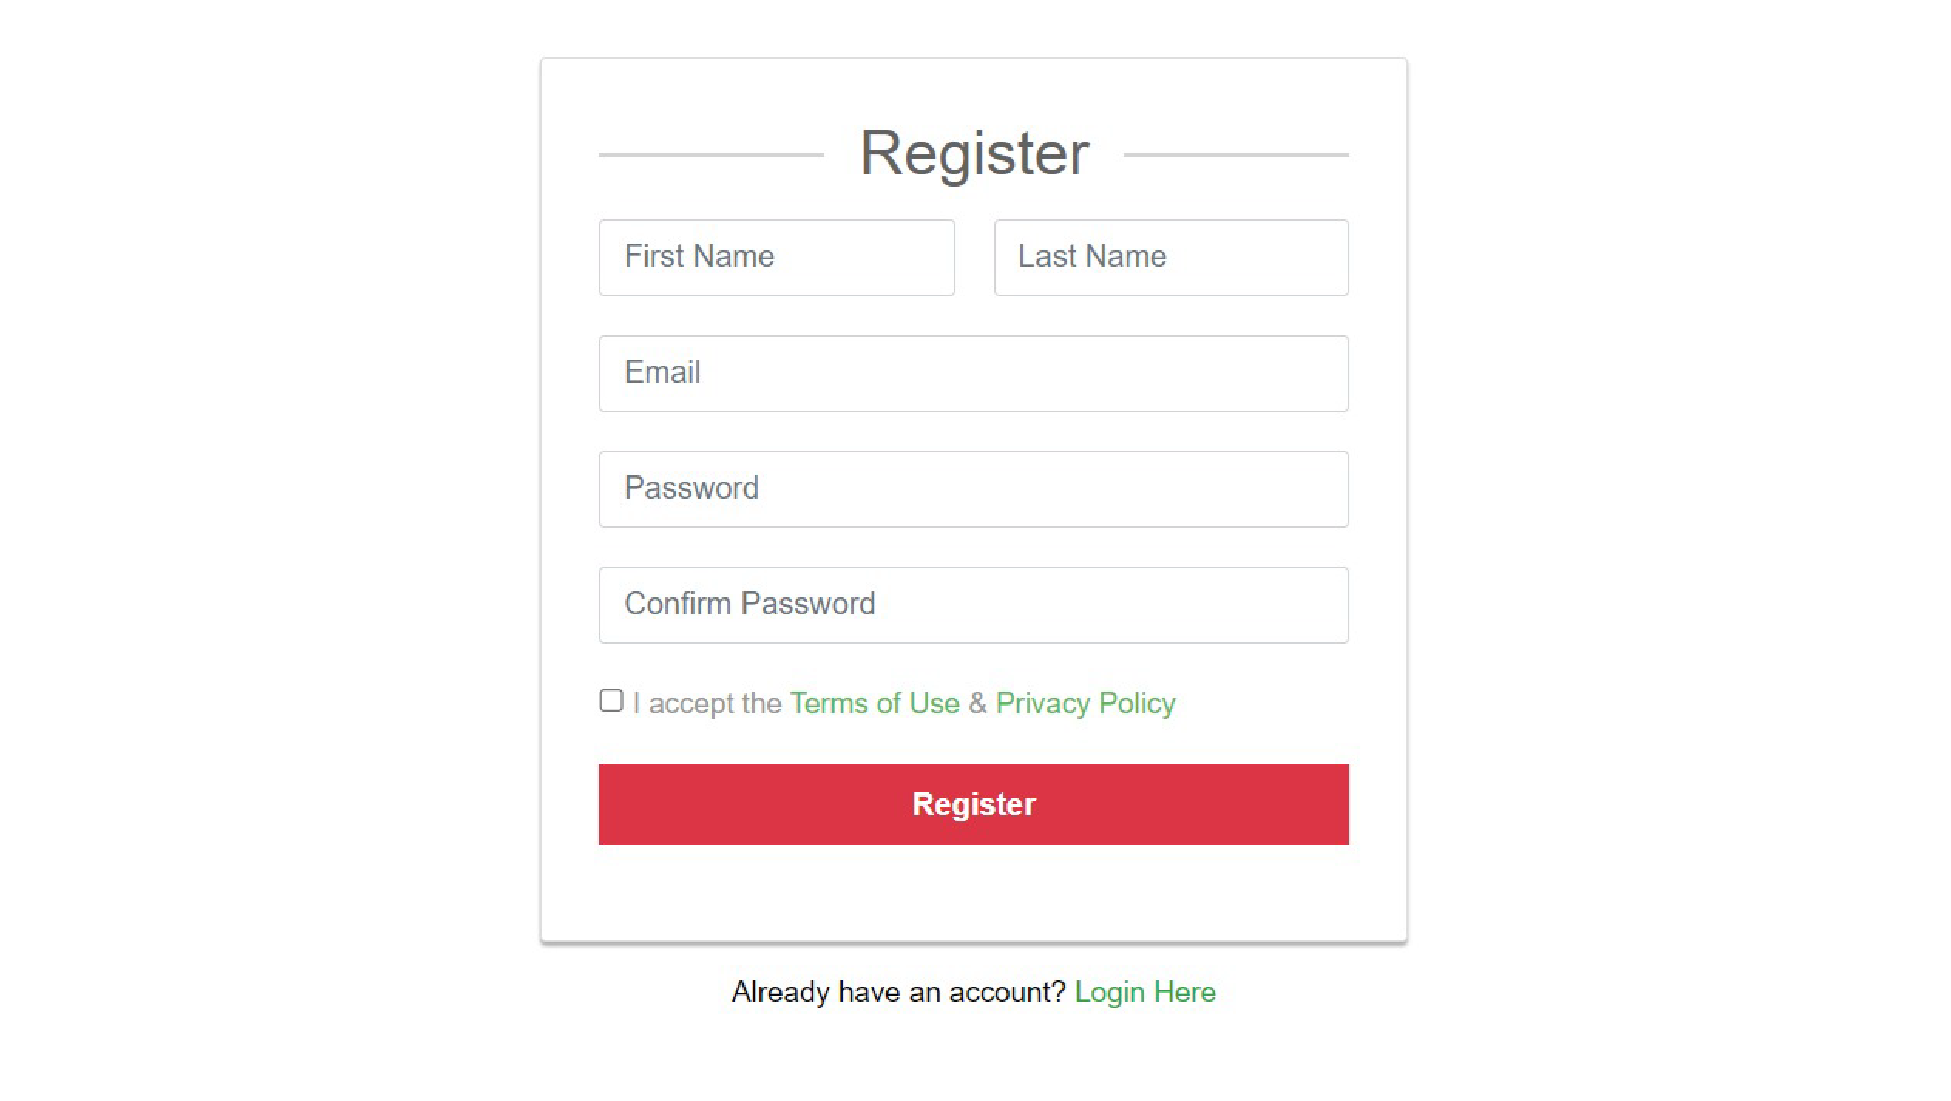 Register
First Name Last Name
Email
Password
Confirm Password
I accept the Terms of Use & Privacy Policy
Register
Already have an account? Login Here